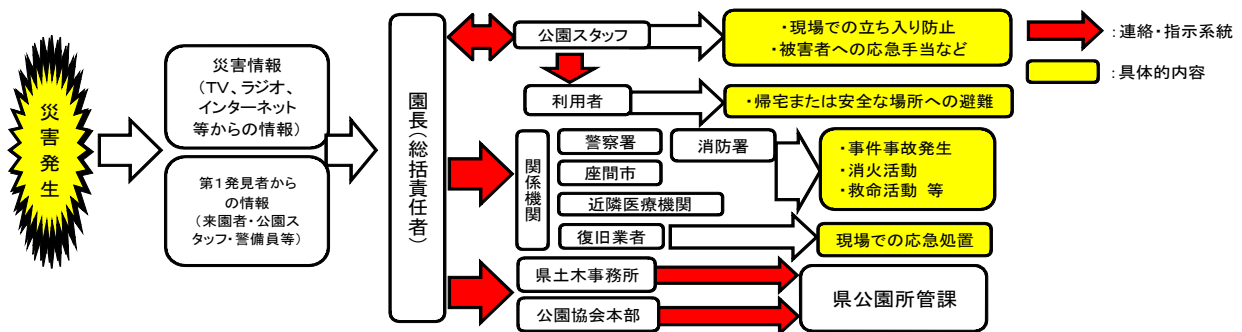 災害発生
災害情報
（TV、ラジオ、
インターネット
等からの情報）
第1発見者から
の情報
（来園者・公園ス
タッフ・警備員等）
園長（総括責任者）
公園スタッフ
・現場での立ち入り防止
・被害者への応急手当など
利用者
・帰宅または安全な場所への避難
関係機関
警察署
消防署
座間市
近隣医療機関
復旧業者
・事件事故発生
・消火活動
・救命活動 等
現場での応急処置
県土木事務所
公園協会本部
県公園所管課
：連絡・指示系統
：具体的内容